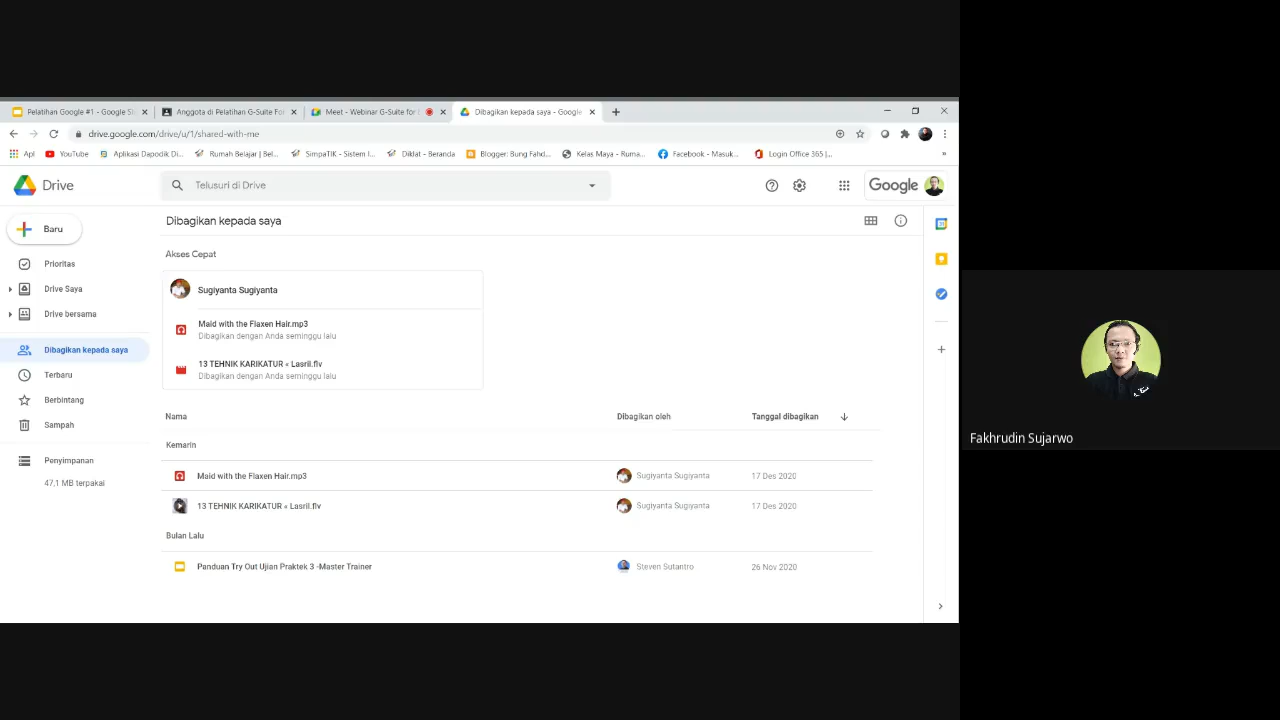 Pelatihan Google #1 - Google Sl
Anggota di Pelatihan G-Suite For
Meet - Webinar G-Suite for
Dibagikan kepada saya - Google
drive.google.com/drive/u/1/shared-with-me
Apl
YouTube
Aplikasi Dapodik Di...
Rumah Belajar | Bel...
SimpaTIK - Sistem I...
Diklat - Beranda
Blogger: Bung Fahd...
Kelas Maya - Ruma...
Facebook - Masuk...
Login Office 365 |...
Drive
Telusuri di Drive
Google
Baru
Prioritas
Drive Saya
Drive bersama
Dibagikan kepada saya
Terbaru
Berbintang
Sampah
Penyimpanan
47,1 MB terpakai
Dibagikan kepada saya
Akses Cepat
Sugiyanta Sugiyanta
Maid with the Flaxen Hair.mp3
Dibagikan dengan Anda seminggu lalu
13 TEHNIK KARIKATUR « Lasril.flv
Dibagikan dengan Anda seminggu lalu
Nama Dibagikan oleh Tanggal dibagikan
Kemarin
Maid with the Flaxen Hair.mp3 Sugiyanta Sugiyanta 17 Des 2020
13 TEHNIK KARIKATUR « Lasril.flv Sugiyanta Sugiyanta 17 Des 2020
Bulan Lalu
Panduan Try Out Ujian Praktek 3 -Master Trainer Steven Sutantro 26 Nov 2020
Fakhrudin Sujarwo